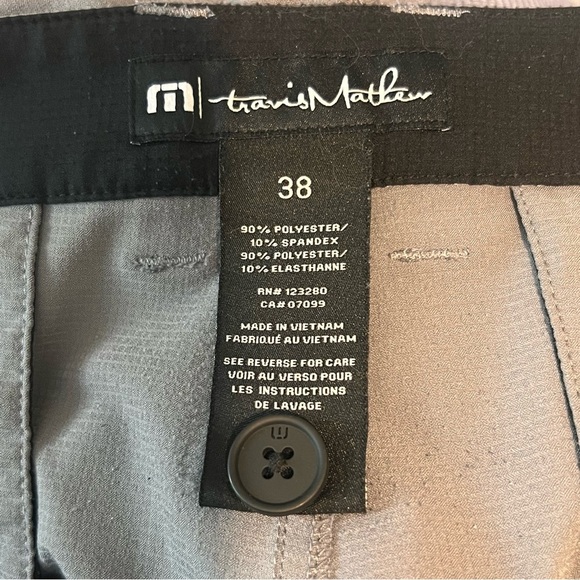 travisMathew
38
90% POLYESTER/
10% SPANDEX
90% POLYESTER/
10% ELASTHANNE
RN# 123280
CA# 07099
MADE IN VIETNAM
FABRIQUÉ AU VIETNAM
SEE REVERSE FOR CARE
VOIR AU VERSO POUR
LES INSTRUCTIONS
DE LAVAGE